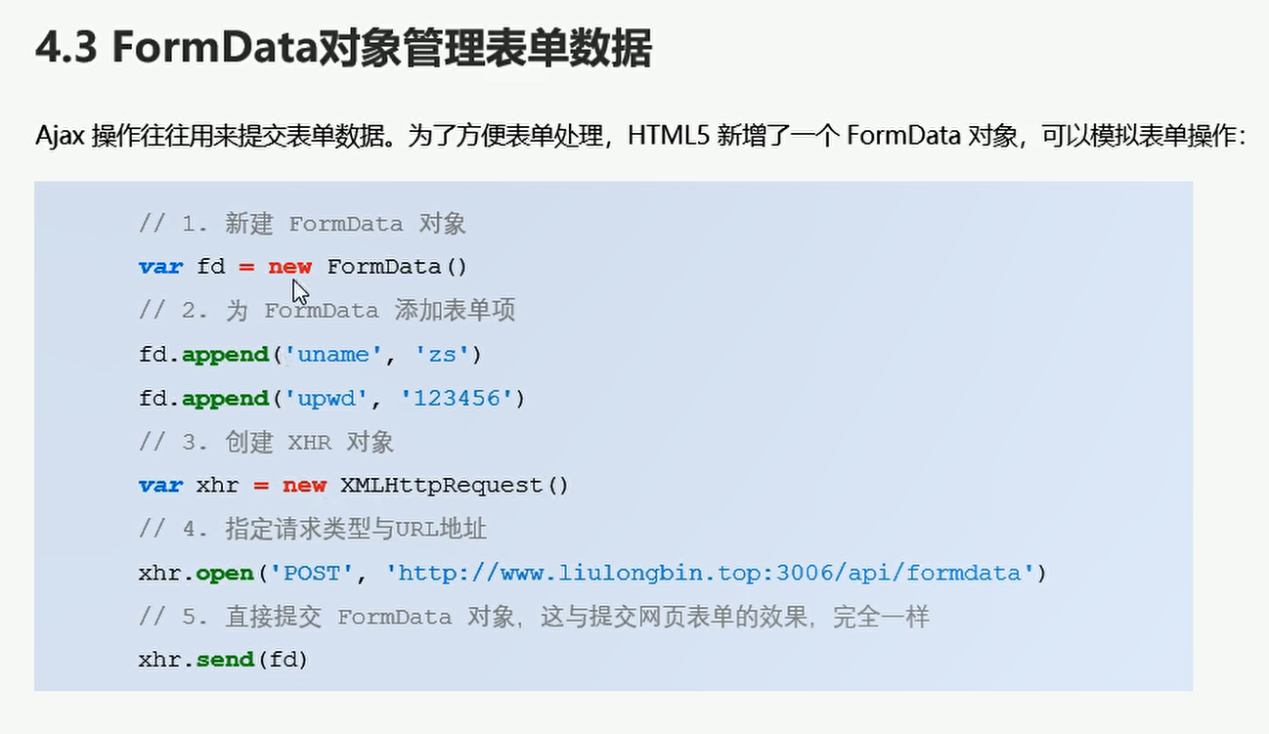 4.3 FormData对象管理表单数据
Ajax 操作往往用来提交表单数据。为了方便表单处理，HTML5 新增了一个 FormData 对象，可以模拟表单操作：
// 1. 新建 FormData 对象
var fd = new FormData()
// 2. 为 FormData 添加表单项
fd.append('uname', 'zs')
fd.append('upwd', '123456')
// 3. 创建 XHR 对象
var xhr = new XMLHttpRequest()
// 4. 指定请求类型与URL地址
xhr.open('POST', 'http://www.liulongbin.top:3006/api/formdata')
// 5. 直接提交 FormData 对象，这与提交网页表单的效果，完全一样
xhr.send(fd)